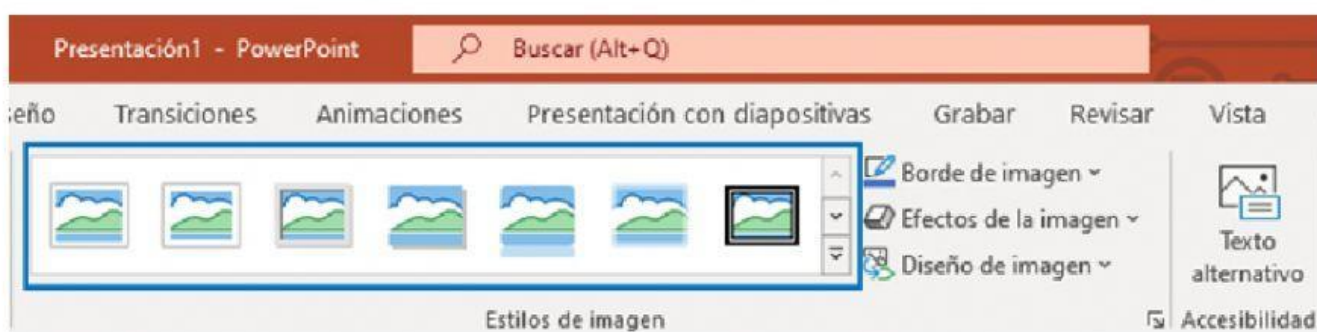 Presentación1 - PowerPoint
Buscar (Alt+Q)
eño Transiciones Animaciones Presentación con diapositivas Grabar Revisar Vista
Borde de imagen
Efectos de la imagen
Diseño de imagen
Texto
alternativo
Estilos de imagen
Accesibilidad